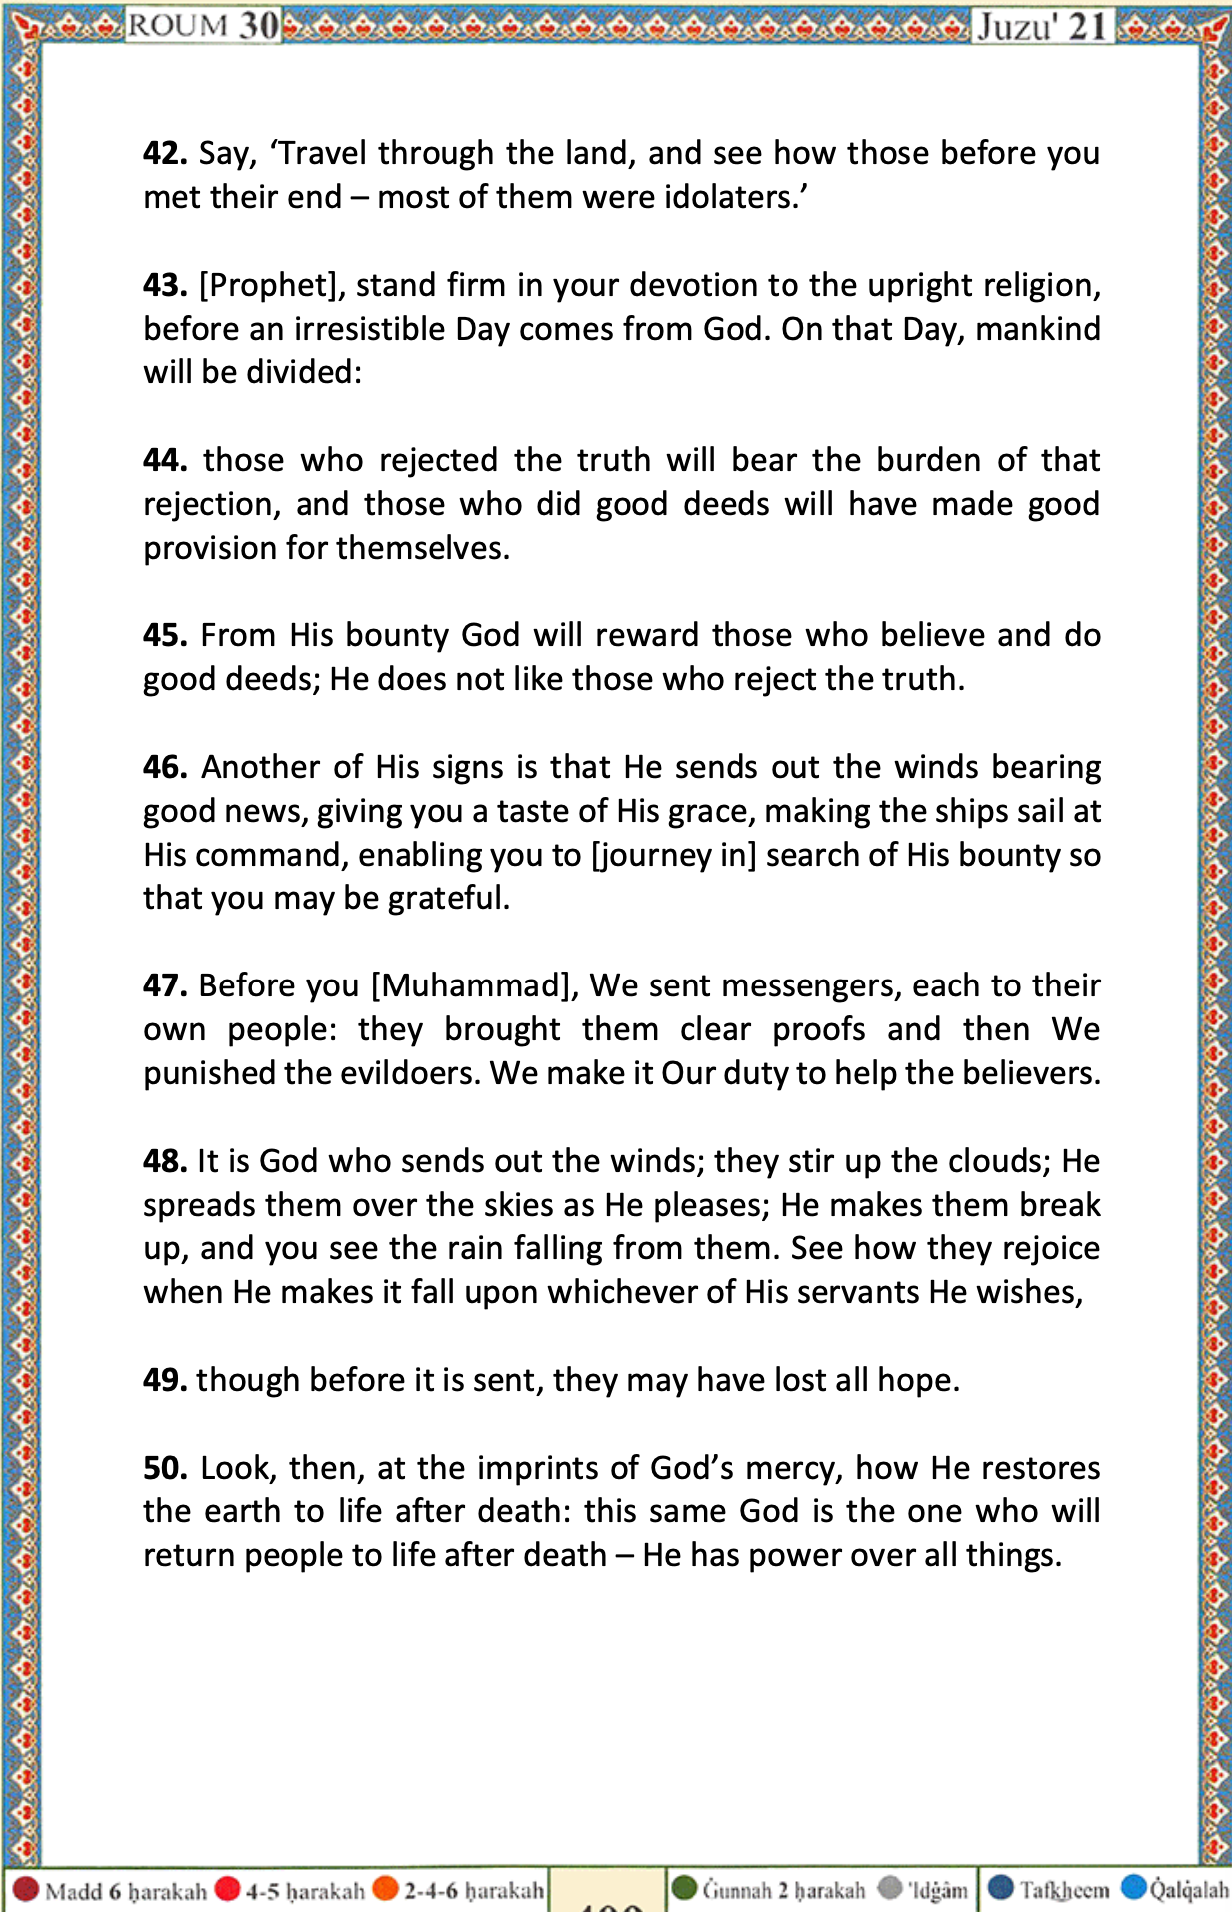 ROUM 30
Juzu' 21
42. Say, ‘Travel through the land, and see how those before you
met their end – most of them were idolaters.’
43. [Prophet], stand firm in your devotion to the upright religion,
before an irresistible Day comes from God. On that Day, mankind
will be divided:
44. those who rejected the truth will bear the burden of that
rejection, and those who did good deeds will have made good
provision for themselves.
45. From His bounty God will reward those who believe and do
good deeds; He does not like those who reject the truth.
46. Another of His signs is that He sends out the winds bearing
good news, giving you a taste of His grace, making the ships sail at
His command, enabling you to [journey in] search of His bounty so
that you may be grateful.
47. Before you [Muhammad], We sent messengers, each to their
own people: they brought them clear proofs and then We
punished the evildoers. We make it Our duty to help the believers.
48. It is God who sends out the winds; they stir up the clouds; He
spreads them over the skies as He pleases; He makes them break
up, and you see the rain falling from them. See how they rejoice
when He makes it fall upon whichever of His servants He wishes,
49. though before it is sent, they may have lost all hope.
50. Look, then, at the imprints of God’s mercy, how He restores
the earth to life after death: this same God is the one who will
return people to life after death – He has power over all things.
Madd 6 ḥarakah 4-5 ḥarakah 2-4-6 ḥarakah Ġunnah 2 ḥarakah 'Idġâm Tafkheem Qalqalah